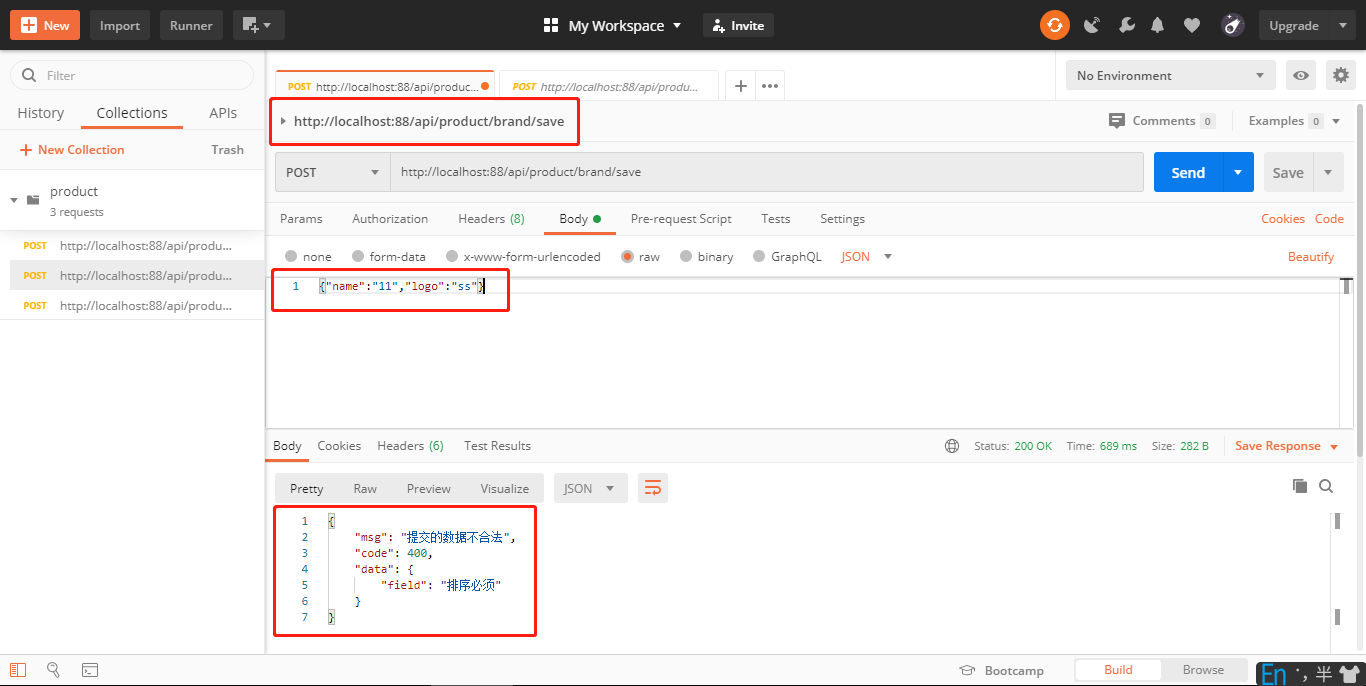 New Import Runner My Workspace Invite Upgrade
Filter
History Collections APIs
New Collection Trash
product
3 requests
POST http://localhost:88/api/produ...
POST http://localhost:88/api/produ...
POST http://localhost:88/api/produ...
POST http://localhost:88/api/produc... POST http://localhost:88/api/produ... No Environment
http://localhost:88/api/product/brand/save Comments 0 Examples 0
POST http://localhost:88/api/product/brand/save Send Save
Params Authorization Headers (8) Body Pre-request Script Tests Settings Cookies Code
none form-data x-www-form-urlencoded raw binary GraphQL JSON Beautify
1 {"name":"11","logo":"ss"}
Body Cookies Headers (6) Test Results Status: 200 OK Time: 689 ms Size: 282 B Save Response
Pretty Raw Preview Visualize JSON
1 {
2 "msg": "提交的数据不合法",
3 "code": 400,
4 "data": {
5 "field": "排序必须"
6 }
7 }
Bootcamp Build Browse En 半